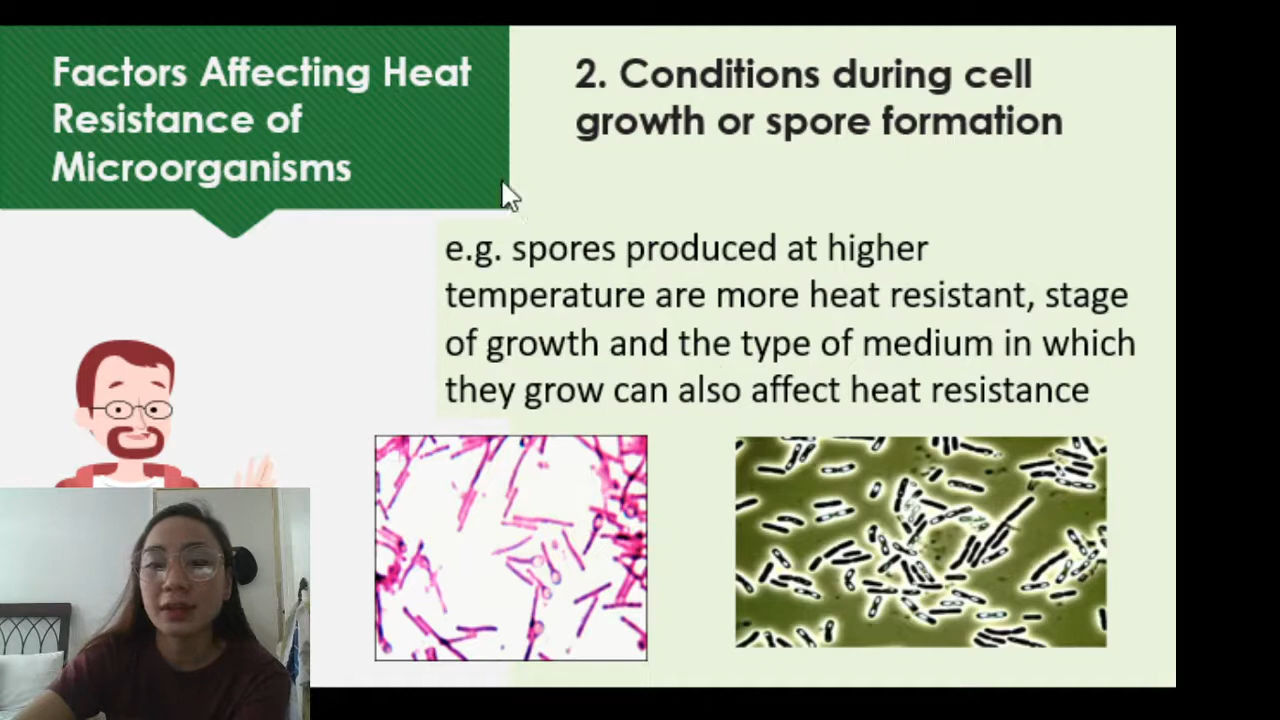 Factors Affecting Heat
Resistance of
Microorganisms
2. Conditions during cell
growth or spore formation
e.g. spores produced at higher
temperature are more heat resistant, stage
of growth and the type of medium in which
they grow can also affect heat resistance